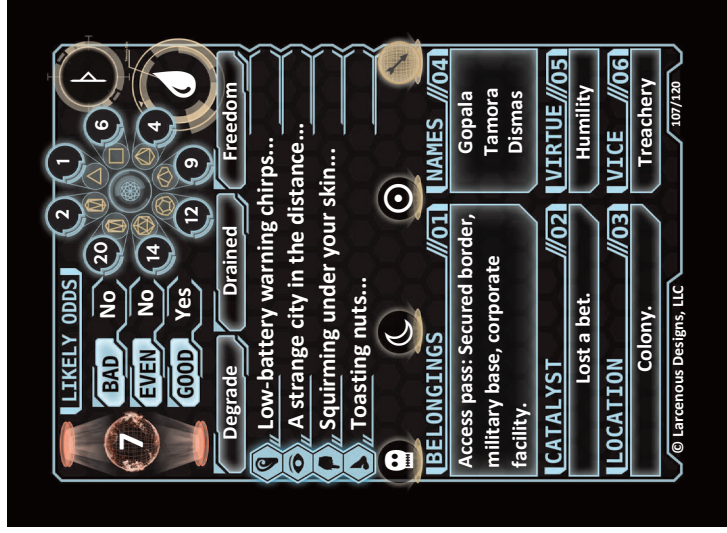 7
LIKELY ODDS
BAD No
EVEN No
GOOD Yes
2
1
6
4
9
12
14
20
Degrade
Drained
Freedom
Low-battery warning chirps...
A strange city in the distance...
Squirming under your skin...
Toasting nuts...
BELONGINGS //01
Access pass: Secured border,
military base, corporate
facility.
NAMES //04
Gopala
Tamora
Dismas
CATALYST //02
Lost a bet.
VIRTUE //05
Humility
LOCATION //03
Colony.
VICE //06
Treachery
© Larcenous Designs, LLC
107/120